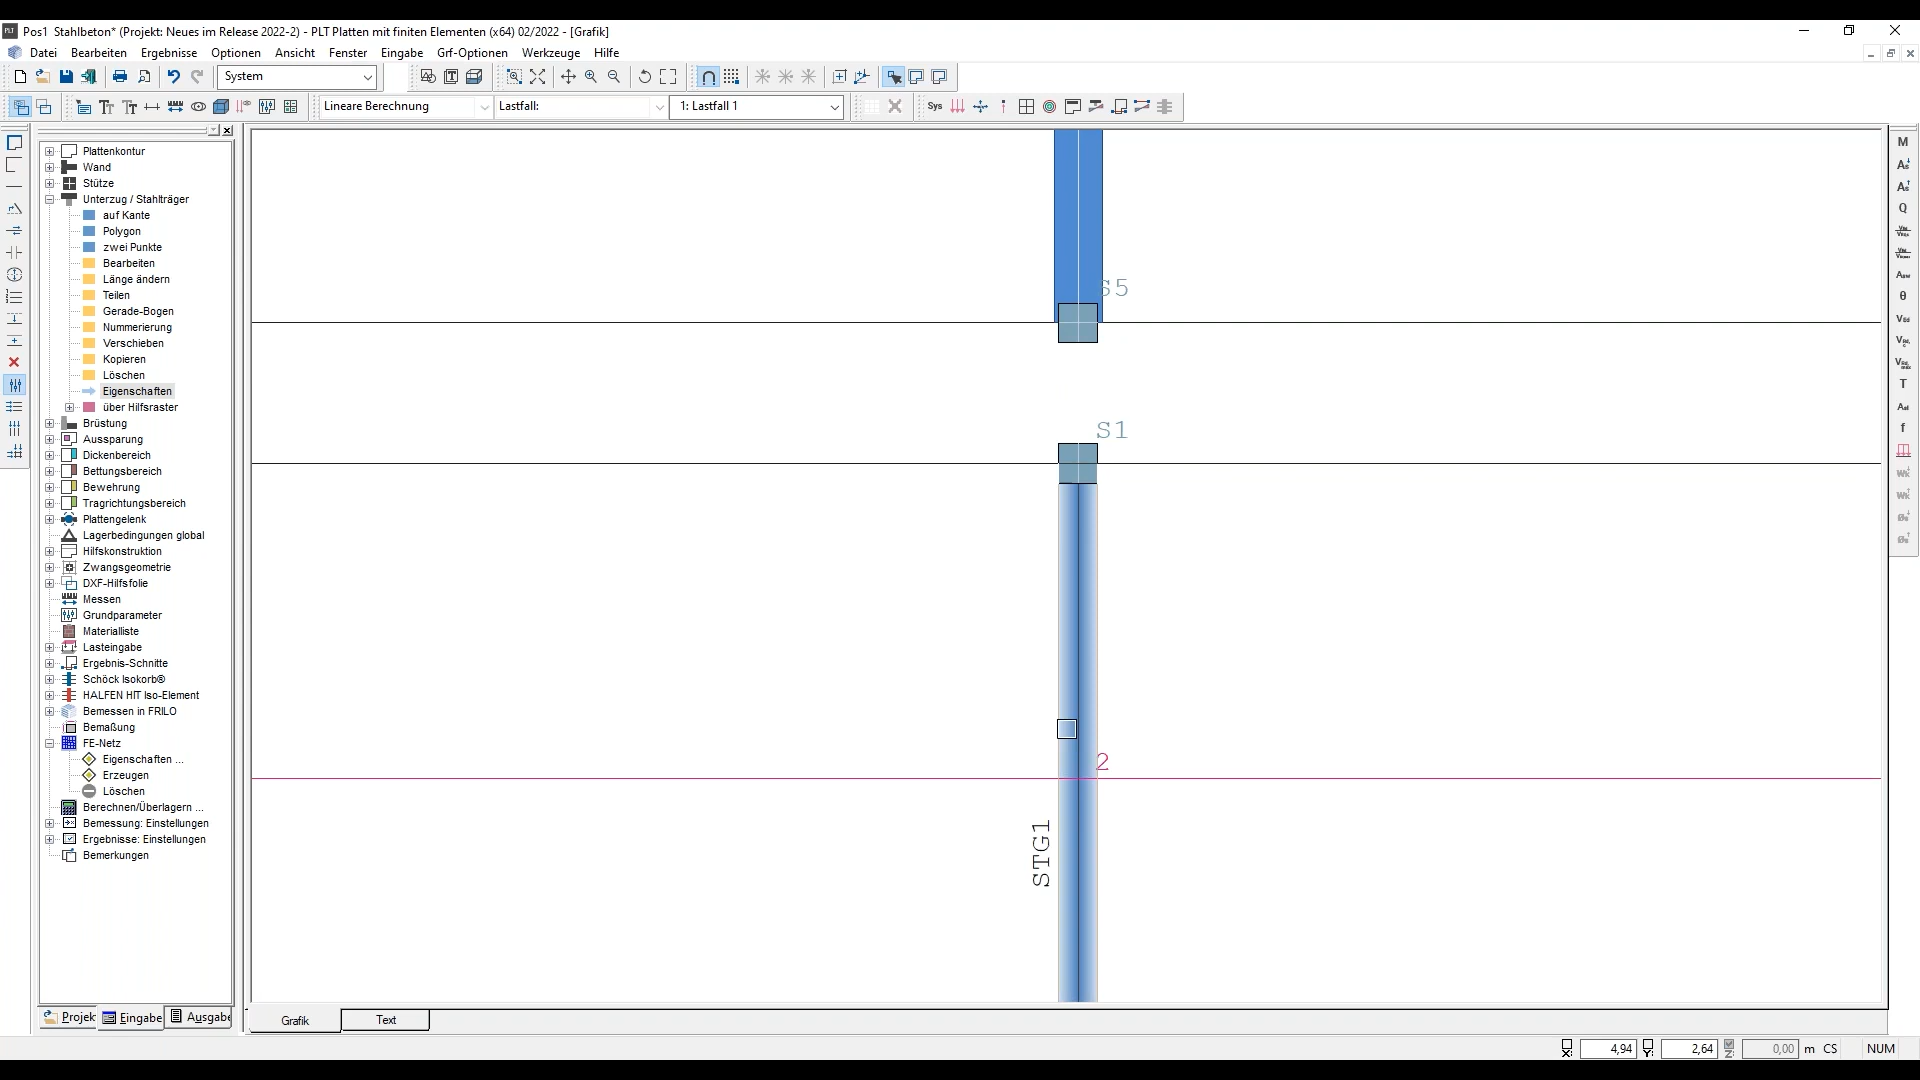 Pos1 Stahlbeton* (Projekt: Neues im Release 2022-2) - PLT Platten mit finiten Elementen (x64) 02/2022 - [Grafik]
Datei Bearbeiten Ergebnisse Optionen Ansicht Fenster Eingabe Grf-Optionen Werkzeuge Hilfe
System
Lineare Berechnung Lastfall: 1: Lastfall 1 Sys
Plattenkontur
Wand
Stütze
Unterzug / Stahlträger
auf Kante
Polygon
zwei Punkte
Bearbeiten
Länge ändern
Teilen
Gerade-Bogen
Nummerierung
Verschieben
Kopieren
Löschen
Eigenschaften
über Hilfsraster
Brüstung
Aussparung
Dickenbereich
Bettungsbereich
Bewehrung
Tragrichtungsbereich
Plattengelenk
Lagerbedingungen global
Hilfskonstruktion
Zwangsgeometrie
DXF-Hilfsfolie
Messen
Grundparameter
Materialliste
Lasteingabe
Ergebnis-Schnitte
Schöck Isokorb®
HALFEN HIT Iso-Element
Bemessen in FRILO
Bemaßung
FE-Netz
Eigenschaften ...
Erzeugen
Löschen
Berechnen/Überlagern ...
Bemessung: Einstellungen
Ergebnisse: Einstellungen
Bemerkungen
Projek Eingabe Ausgabe
S5
S1
2
STG1
M
As
As
Q
θ
VEd
T
f
Wk
Wk
Grafik Text
X: 4,94 Y: 2,64 Z: 0,00 m CS NUM